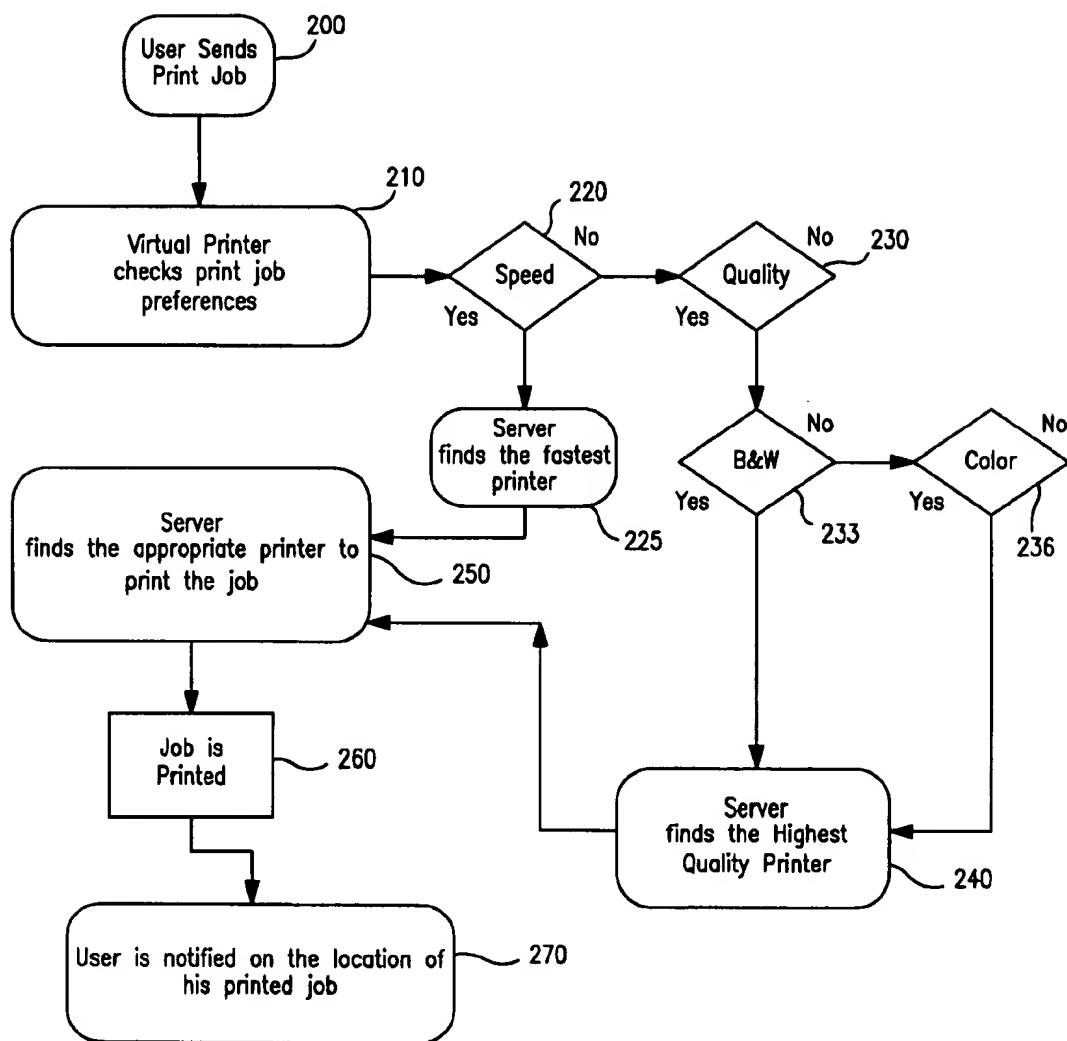 User Sends
Print Job
200
210
Virtual Printer
checks print job
preferences
220
Speed
No
Yes
230
Quality
No
Yes
Server
finds the fastest
printer
225
B&W
No
Yes
233
Color
No
Yes
236
Server
finds the appropriate printer to
print the job
250
Job is
Printed
260
Server
finds the Highest
Quality Printer
240
User is notified on the location of
his printed job
270